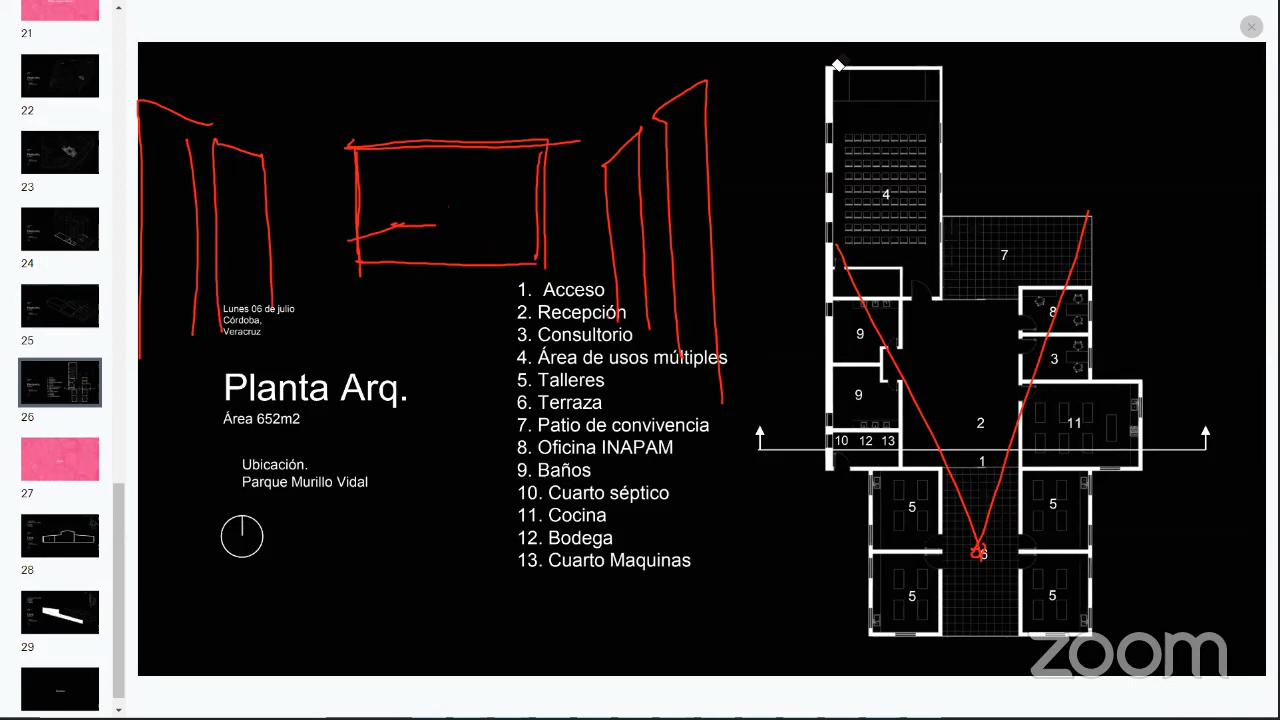 21
22
23
24
25
26
27
28
29
Lunes 06 de julio
Córdoba,
Veracruz
Planta Arq.
Área 652m2
Ubicación.
Parque Murillo Vidal
1. Acceso
2. Recepción
3. Consultorio
4. Área de usos múltiples
5. Talleres
6. Terraza
7. Patio de convivencia
8. Oficina INAPAM
9. Baños
10. Cuarto séptico
11. Cocina
12. Bodega
13. Cuarto Maquinas
4
7
8
9
3
9
2
11
10 12 13
1
5
5
6
5
5
zoom